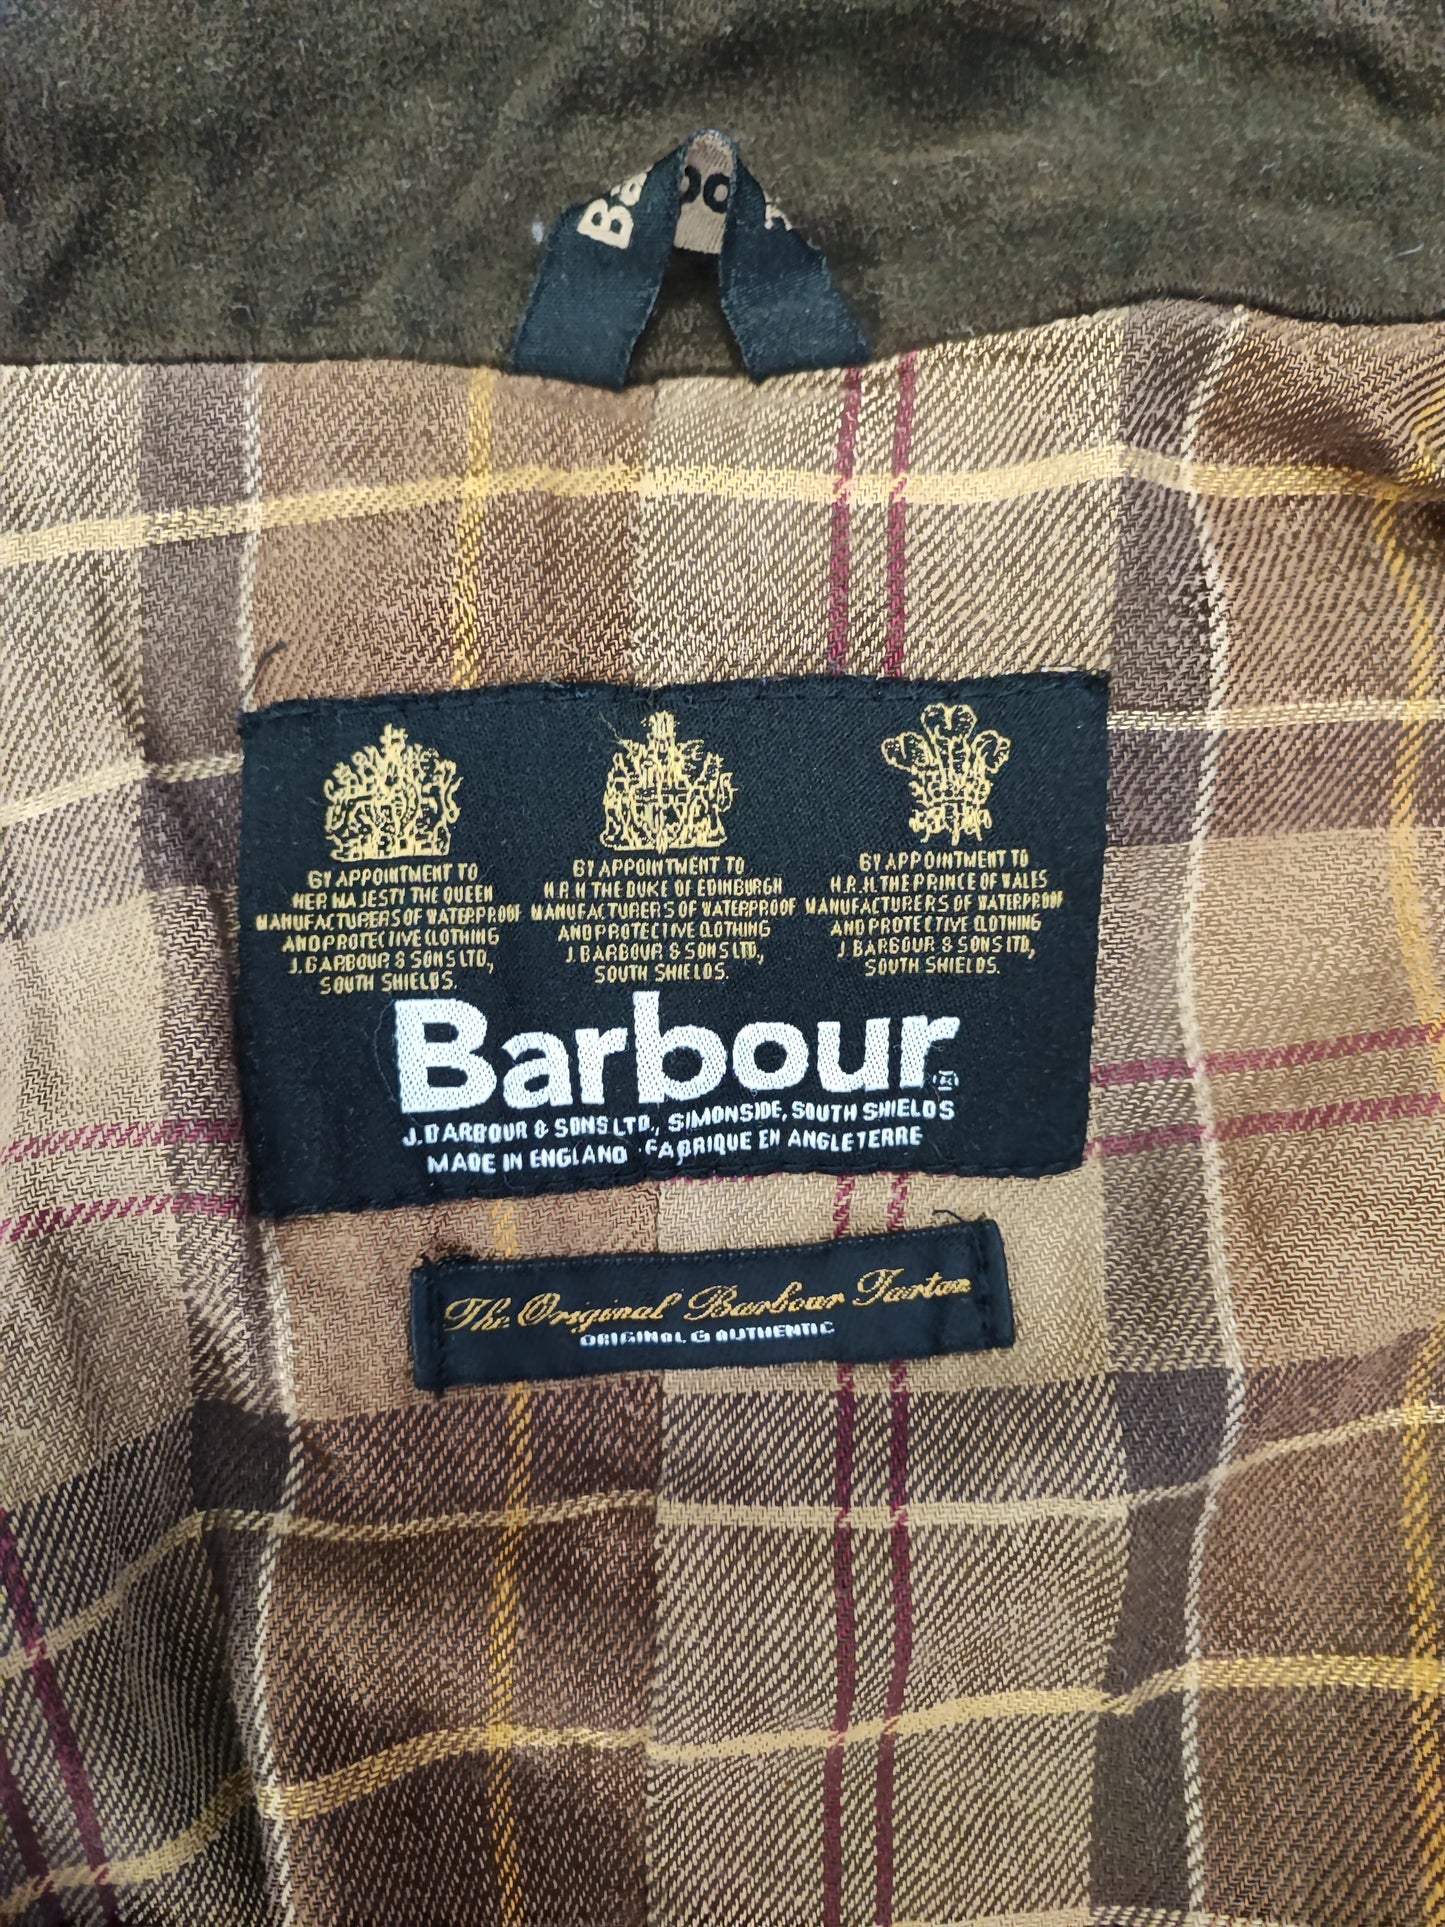 Ba
BY APPOINTMENT TO
HER MAJESTY THE QUEEN
MANUFACTURERS OF WATERPROOF
AND PROTECTIVE CLOTHING
J. BARBOUR & SONS LTD,
SOUTH SHIELDS.
BY APPOINTMENT TO
H.R.H THE DUKE OF EDINBURGH
MANUFACTURERS OF WATERPROOF
AND PROTECTIVE CLOTHING
J. BARBOUR & SONS LTD,
SOUTH SHIELDS.
BY APPOINTMENT TO
H.R.H. THE PRINCE OF WALES
MANUFACTURERS OF WATERPROOF
AND PROTECTIVE CLOTHING
J BARBOUR & SONS LTD,
SOUTH SHIELDS.
Barbour®
J. BARBOUR & SONS LTD., SIMONSIDE, SOUTH SHIELDS
MADE IN ENGLAND · FABRIQUE EN ANGLETERRE
The Original Barbour Tartan
ORIGINAL & AUTHENTIC